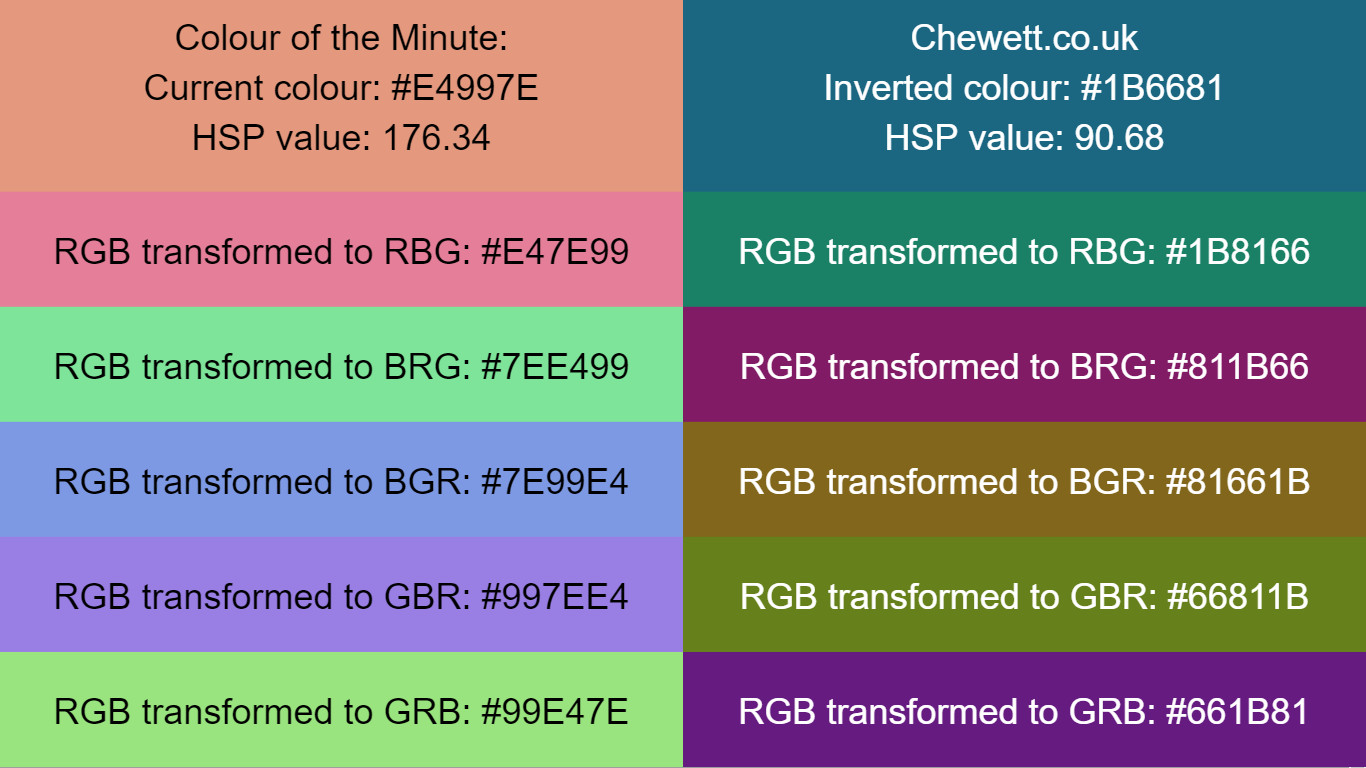 Colour of the Minute:
Current colour: #E4997E
HSP value: 176.34
Chewett.co.uk
Inverted colour: #1B6681
HSP value: 90.68
RGB transformed to RBG: #E47E99
RGB transformed to RBG: #1B8166
RGB transformed to BRG: #7EE499
RGB transformed to BRG: #811B66
RGB transformed to BGR: #7E99E4
RGB transformed to BGR: #81661B
RGB transformed to GBR: #997EE4
RGB transformed to GBR: #66811B
RGB transformed to GRB: #99E47E
RGB transformed to GRB: #661B81